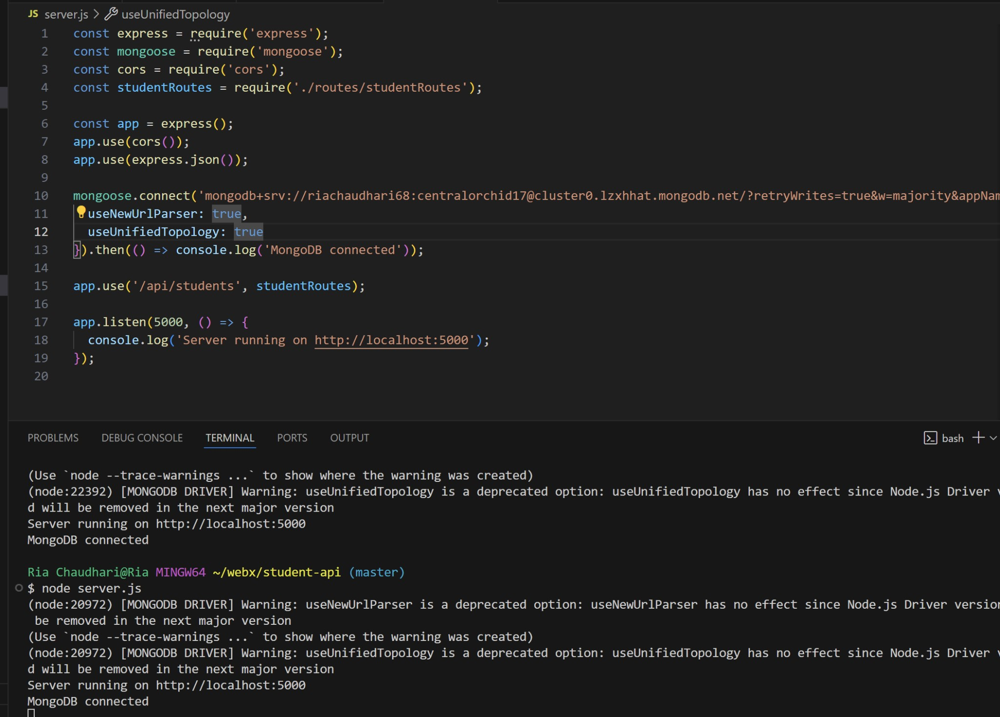 JS server.js > useUnifiedTopology
1 const express = require('express');
2 const mongoose = require('mongoose');
3 const cors = require('cors');
4 const studentRoutes = require('./routes/studentRoutes');
5
6 const app = express();
7 app.use(cors());
8 app.use(express.json());
9
10 mongoose.connect('mongodb+srv://riachaudhari68:centralorchid17@cluster0.lzxhhat.mongodb.net/?retryWrites=true&w=majority&appNam
11 useNewUrlParser: true,
12 useUnifiedTopology: true
13 }).then(() => console.log('MongoDB connected'));
14
15 app.use('/api/students', studentRoutes);
16
17 app.listen(5000, () => {
18 console.log('Server running on http://localhost:5000');
19 });
20
PROBLEMS DEBUG CONSOLE TERMINAL PORTS OUTPUT bash
(Use `node --trace-warnings ...` to show where the warning was created)
(node:22392) [MONGODB DRIVER] Warning: useUnifiedTopology is a deprecated option: useUnifiedTopology has no effect since Node.js Driver v
d will be removed in the next major version
Server running on http://localhost:5000
MongoDB connected
Ria Chaudhari@Ria MINGW64 ~/webx/student-api (master)
$ node server.js
(node:20972) [MONGODB DRIVER] Warning: useNewUrlParser is a deprecated option: useNewUrlParser has no effect since Node.js Driver version
be removed in the next major version
(Use `node --trace-warnings ...` to show where the warning was created)
(node:20972) [MONGODB DRIVER] Warning: useUnifiedTopology is a deprecated option: useUnifiedTopology has no effect since Node.js Driver v
d will be removed in the next major version
Server running on http://localhost:5000
MongoDB connected